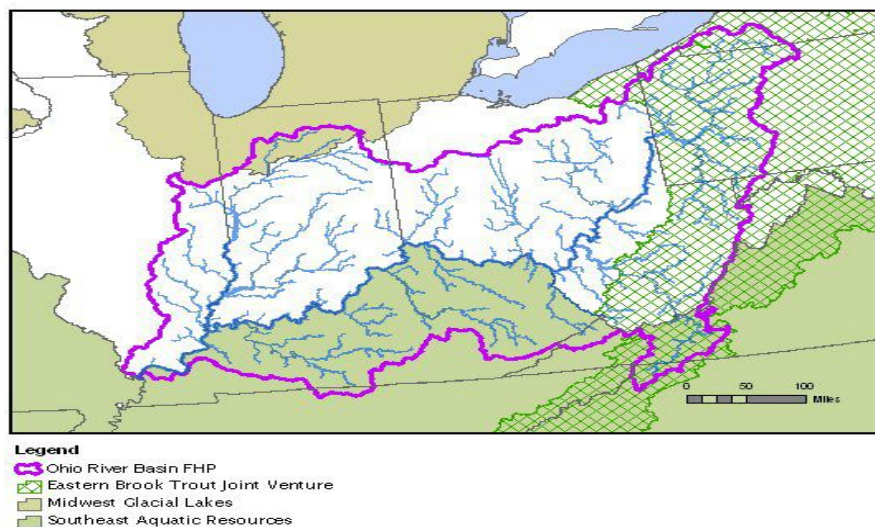 0 50 100
Miles
Legend
Ohio River Basin FHP
Eastern Brook Trout Joint Venture
Midwest Glacial Lakes
Southeast Aquatic Resources